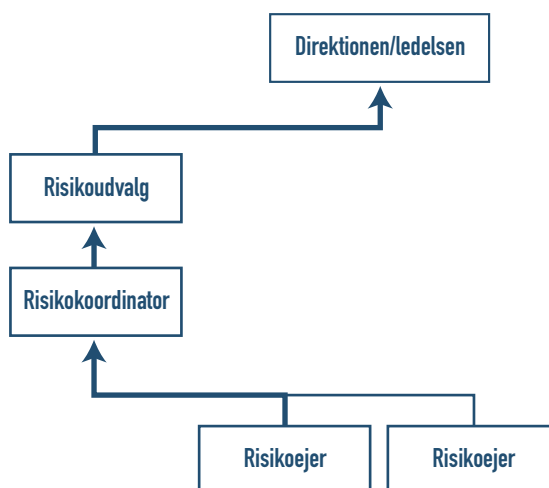 Direktionen/ledelsen
Risikoudvalg
Risikokoordinator
Risikoejer
Risikoejer